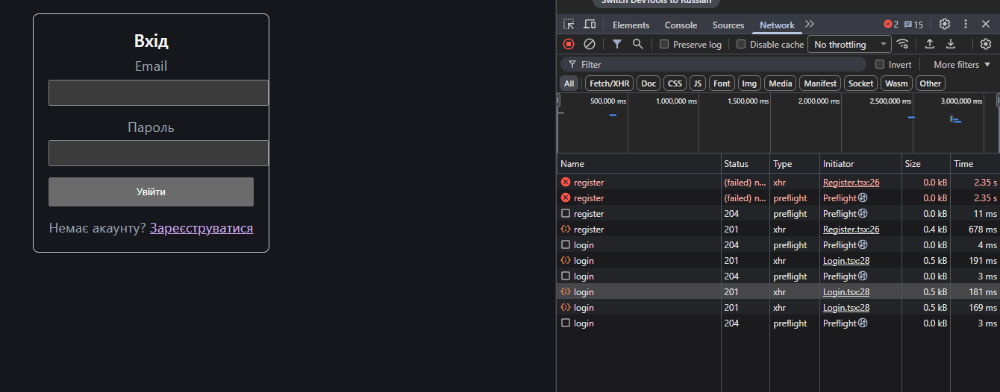 Switch DevTools to Russian
Вхід
Email
Пароль
Увійти
Немає акаунту? Зареєструватися
Elements Console Sources Network 2 15
Preserve log Disable cache No throttling
Filter Invert More filters
All Fetch/XHR Doc CSS JS Font Img Media Manifest Socket Wasm Other
500,000 ms 1,000,000 ms 1,500,000 ms 2,000,000 ms 2,500,000 ms 3,000,000 ms
Name Status Type Initiator Size Time
register (failed) n... xhr Register.tsx:26 0.0 kB 2.35 s
register (failed) n... preflight Preflight 0.0 kB 2.35 s
register 204 preflight Preflight 0.0 kB 11 ms
register 201 xhr Register.tsx:26 0.4 kB 678 ms
login 204 preflight Preflight 0.0 kB 4 ms
login 201 xhr Login.tsx:28 0.5 kB 191 ms
login 204 preflight Preflight 0.0 kB 3 ms
login 201 xhr Login.tsx:28 0.5 kB 181 ms
login 201 xhr Login.tsx:28 0.5 kB 169 ms
login 204 preflight Preflight 0.0 kB 3 ms